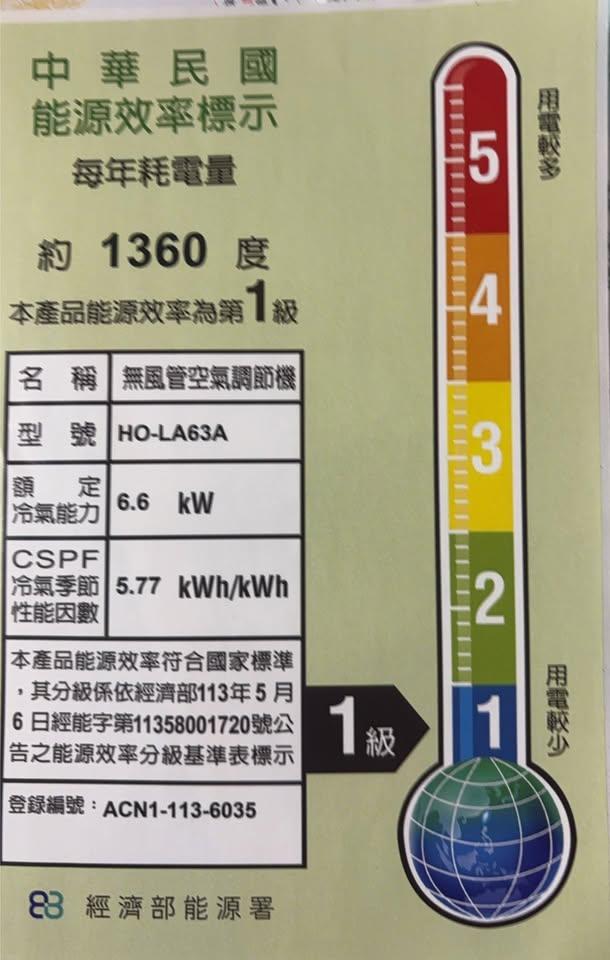 中華民國
能源效率標示
每年耗電量
約 1360 度
本產品能源效率為第1級
名稱 無風管空氣調節機
型號 HO-LA63A
額定
冷氣能力 6.6 kW
CSPF
冷氣季節
性能因數 5.77 kWh/kWh
本產品能源效率符合國家標準
，其分級係依經濟部113年5月
6日經能字第11358001720號公
告之能源效率分級基準表標示
登錄編號：ACN1-113-6035
經濟部能源署
用電較多
5
4
3
2
1
用電較少
1級